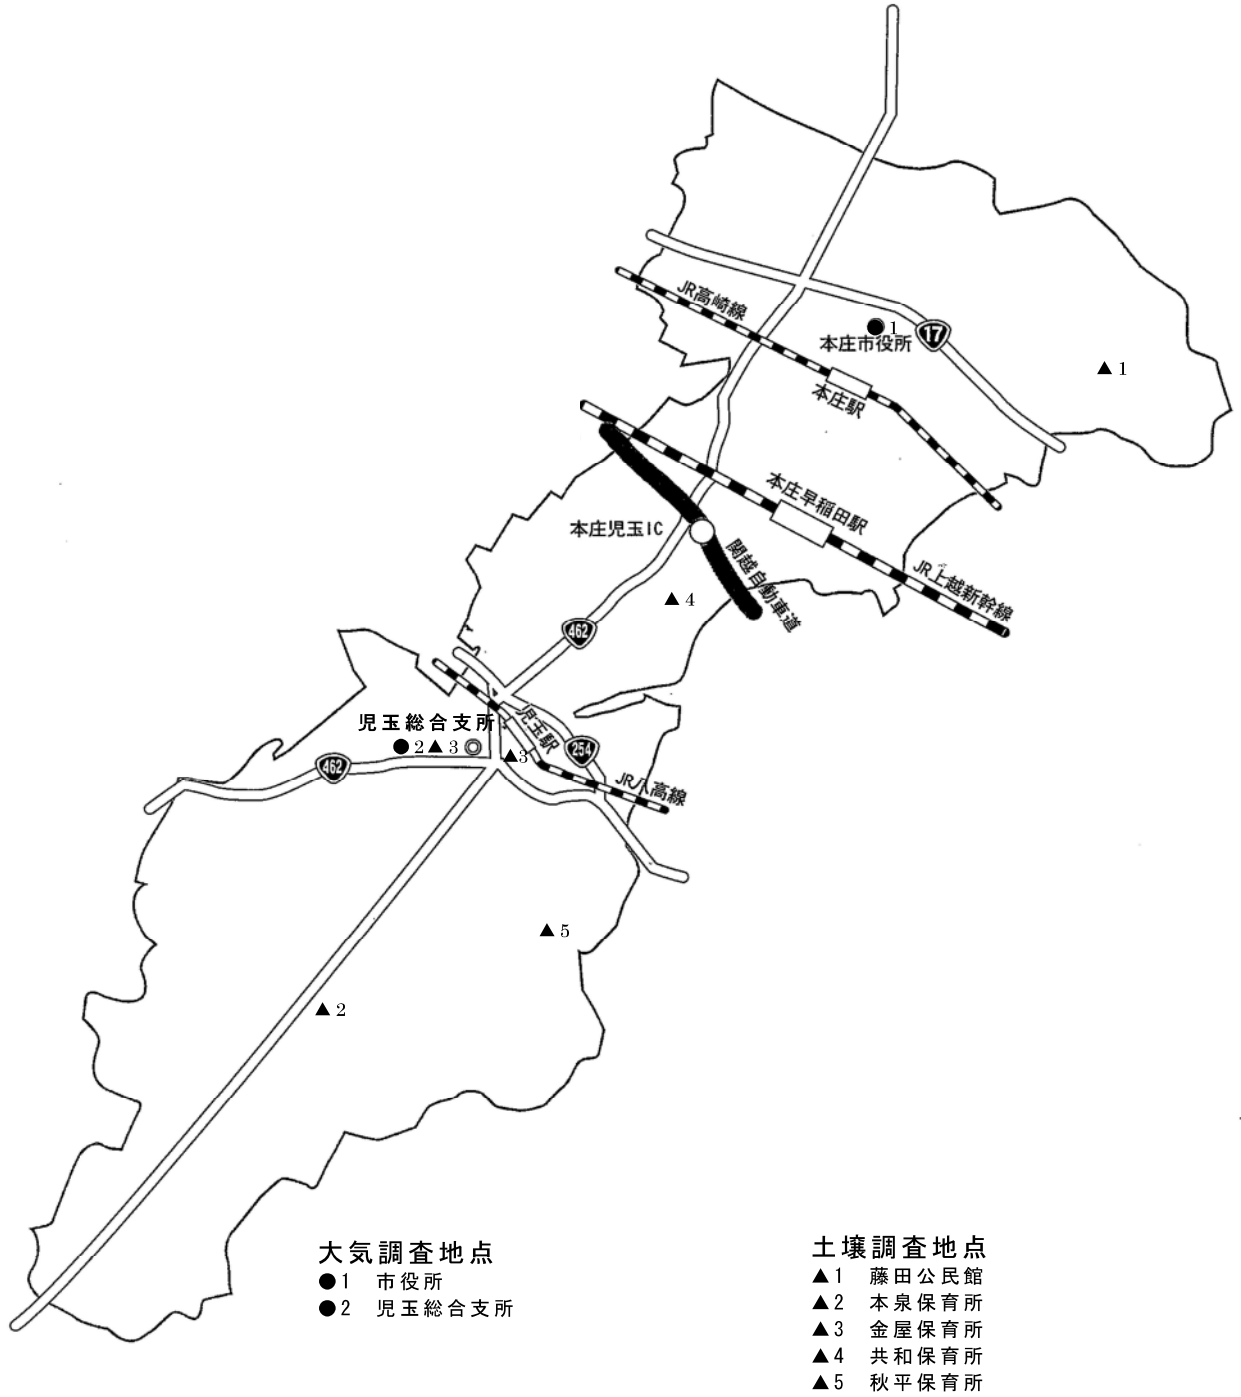 JR高崎線
1
17
本庄市役所
▲ 1
本庄駅
本庄早稲田駅
本庄児玉IC
関越自動車道
JR上越新幹線
▲ 4
462
児玉総合支所
児玉駅
● 2 ▲ 3 ◎
▲ 3
254
462
JR八高線
▲ 5
▲ 2
大気調査地点
●1 市役所
●2 児玉総合支所
土壌調査地点
▲1 藤田公民館
▲2 本泉保育所
▲3 金屋保育所
▲4 共和保育所
▲5 秋平保育所